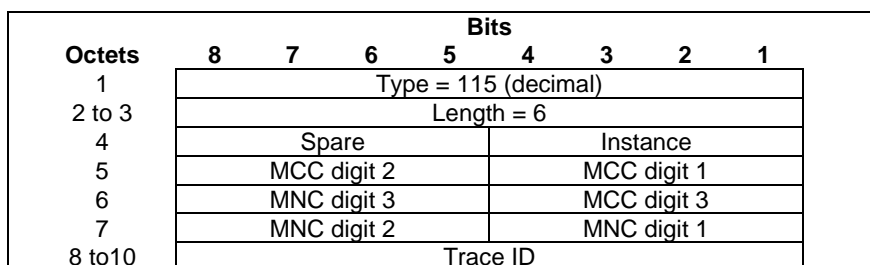 Bits
Octets 8 7 6 5 4 3 2 1
1 Type = 115 (decimal)
2 to 3 Length = 6
4 Spare Instance
5 MCC digit 2 MCC digit 1
6 MNC digit 3 MCC digit 3
7 MNC digit 2 MNC digit 1
8 to10 Trace ID